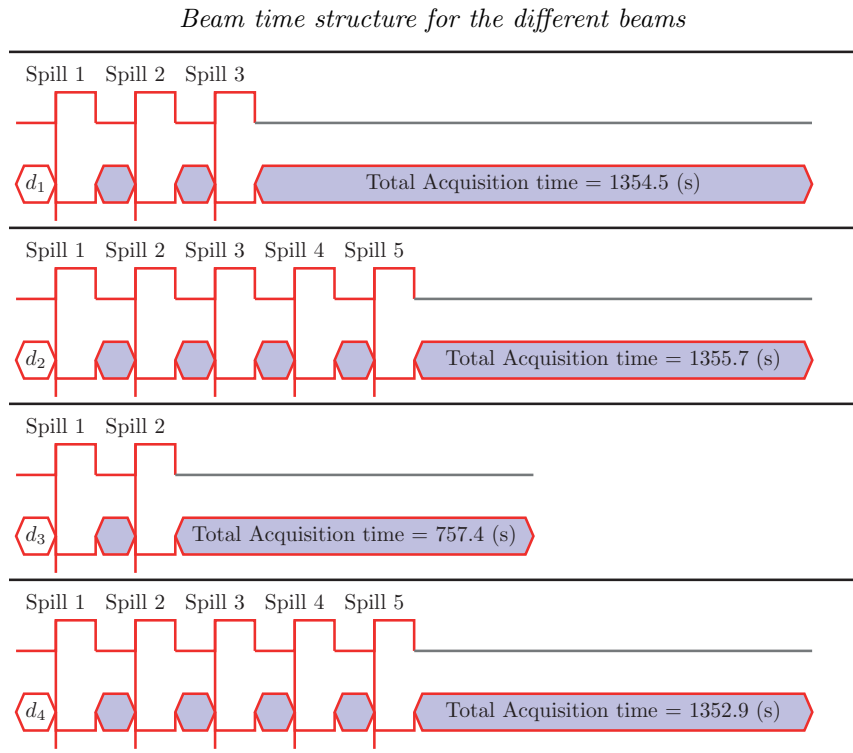 Beam time structure for the different beams
Spill 1 Spill 2 Spill 3
d₁ Total Acquisition time = 1354.5 (s)
Spill 1 Spill 2 Spill 3 Spill 4 Spill 5
d₂ Total Acquisition time = 1355.7 (s)
Spill 1 Spill 2
d₃ Total Acquisition time = 757.4 (s)
Spill 1 Spill 2 Spill 3 Spill 4 Spill 5
d₄ Total Acquisition time = 1352.9 (s)